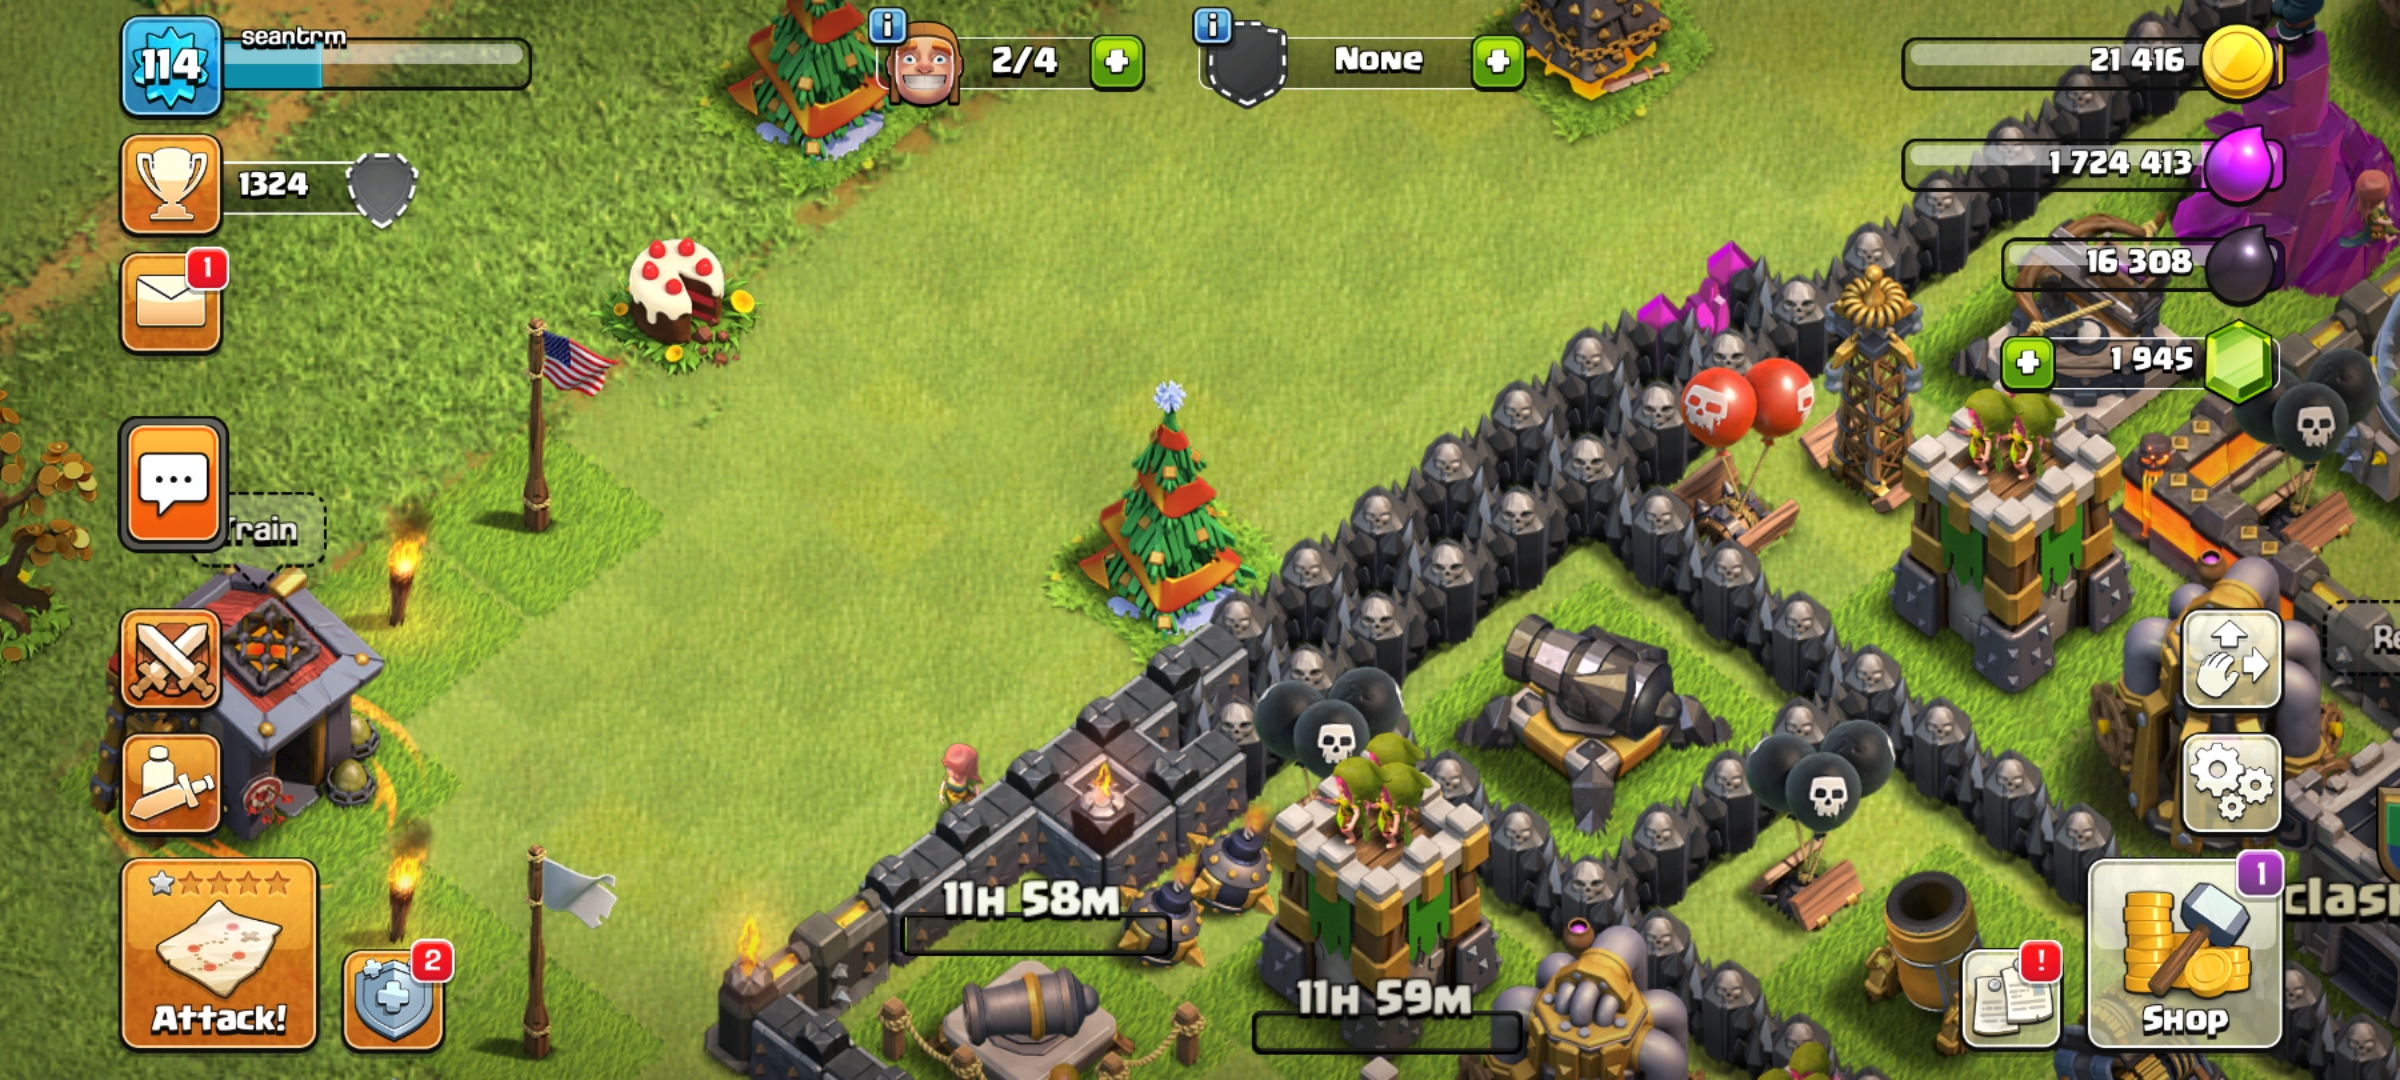 114
seantrm
2/4
None
21 416
1324
1 724 413
1
16 308
1 945
Train
11H 58M
1
clas
2
!
11H 59M
Attack!
Shop